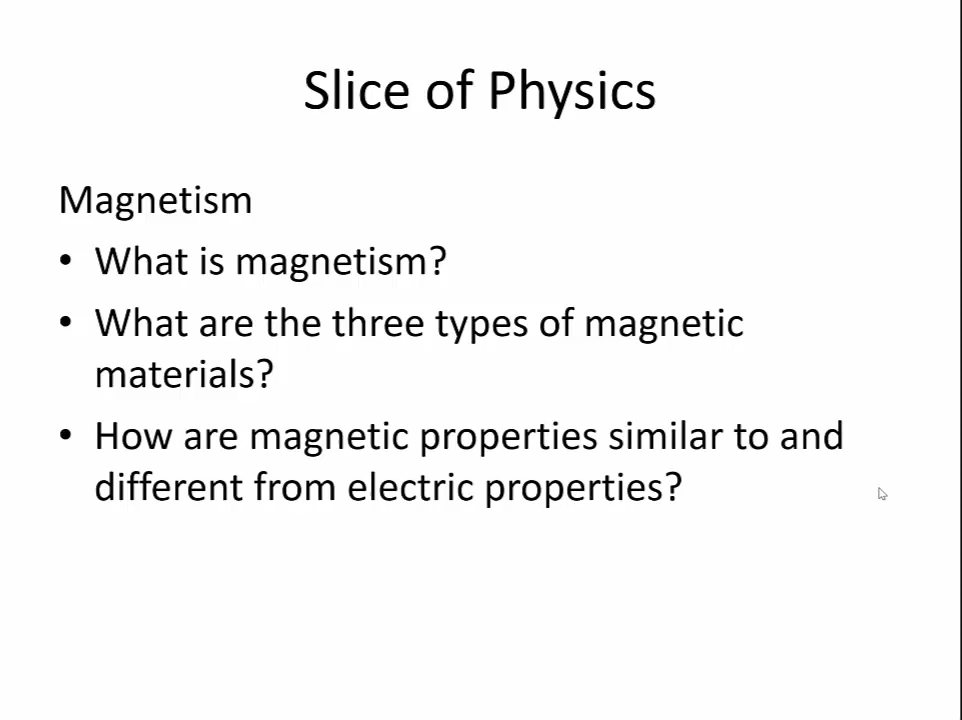 Slice of Physics
Magnetism
• What is magnetism?
• What are the three types of magnetic
materials?
• How are magnetic properties similar to and
different from electric properties?